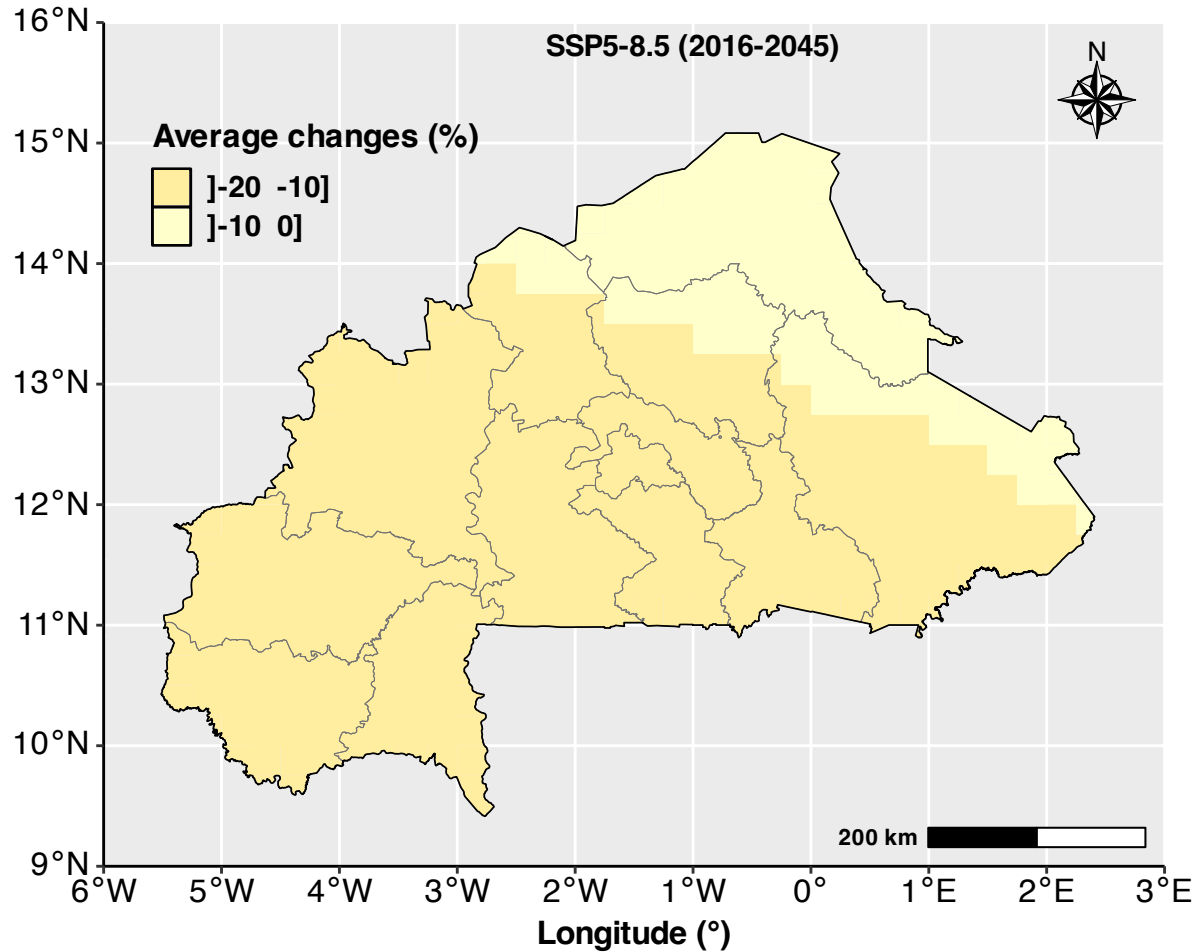 16°N
SSP5-8.5 (2016-2045)
N
15°N
Average changes (%)
]-20 -10]
]-10 0]
14°N
13°N
12°N
11°N
10°N
200 km
9°N
6°W 5°W 4°W 3°W 2°W 1°W 0° 1°E 2°E 3°E
Longitude (°)